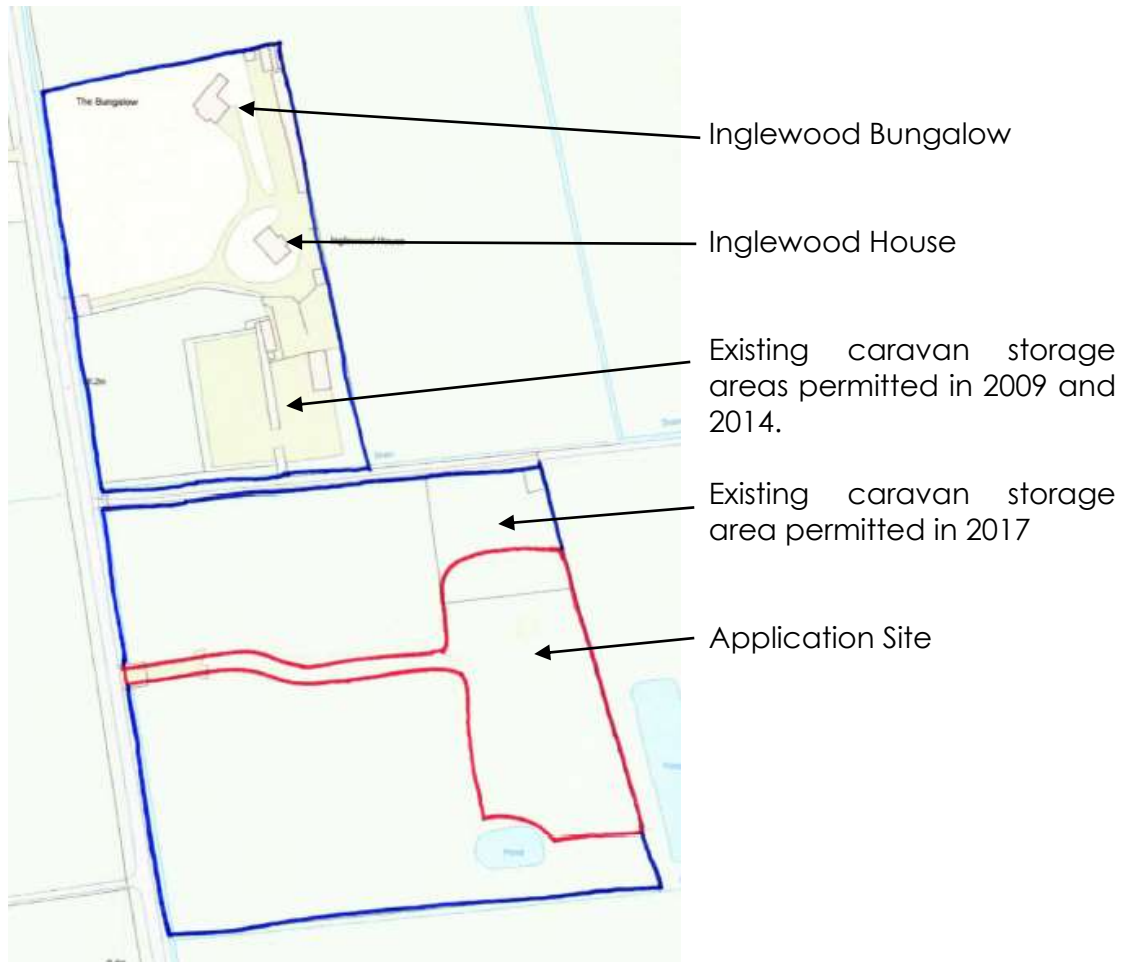 The Bungalow
Inglewood Bungalow
Inglewood House
Inglewood House
Existing caravan storage
areas permitted in 2009 and
2014.
Drain
Existing caravan storage
area permitted in 2017
Application Site
Pond